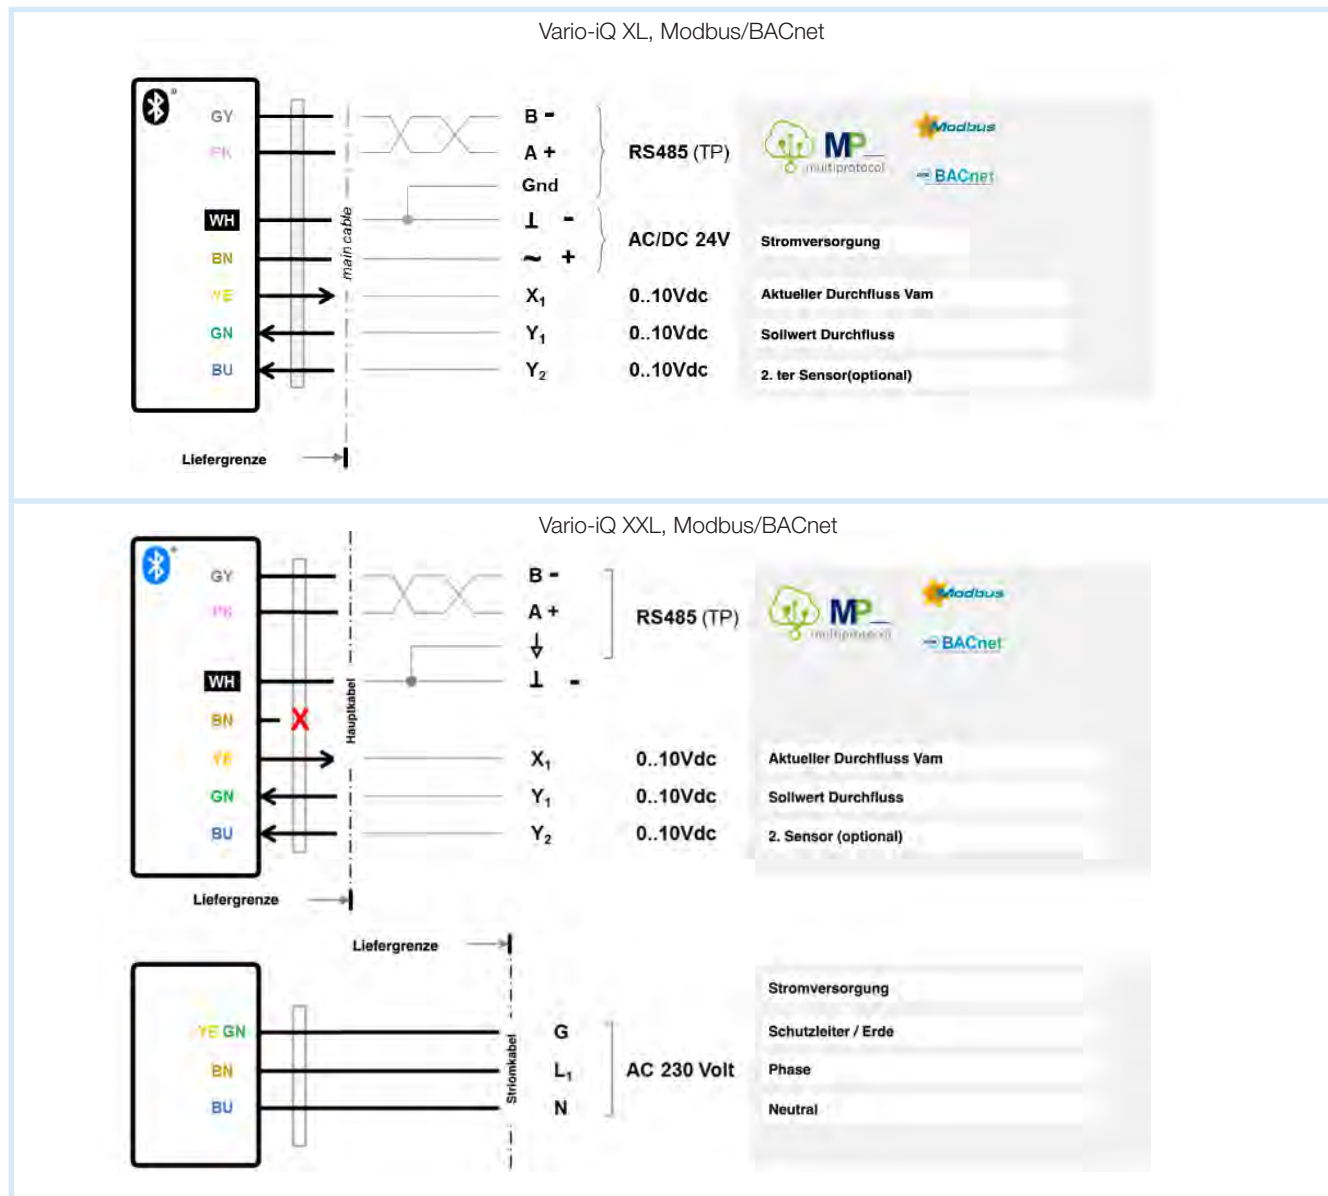 Vario-iQ XL, Modbus/BACnet
GY B - Modbus
PK A + RS485 (TP) MP multiprotocol BACnet
Gnd
WH ⊥ -
AC/DC 24V Stromversorgung
BN ~ +
YE X1 0..10Vdc Aktueller Durchfluss Vam
GN Y1 0..10Vdc Sollwert Durchfluss
BU Y2 0..10Vdc 2. ter Sensor(optional)
main cable
Liefergrenze
Vario-iQ XXL, Modbus/BACnet
GY B - Modbus
PK A + RS485 (TP) MP multiprotocol
BACnet
WH ⊥ -
BN X
YE X1 0..10Vdc Aktueller Durchfluss Vam
GN Y1 0..10Vdc Sollwert Durchfluss
BU Y2 0..10Vdc 2. Sensor (optional)
Hauptkabel
Liefergrenze
Liefergrenze
Stromversorgung
YE GN G Schutzleiter / Erde
BN L1 AC 230 Volt Phase
BU N Neutral
Striomkabel